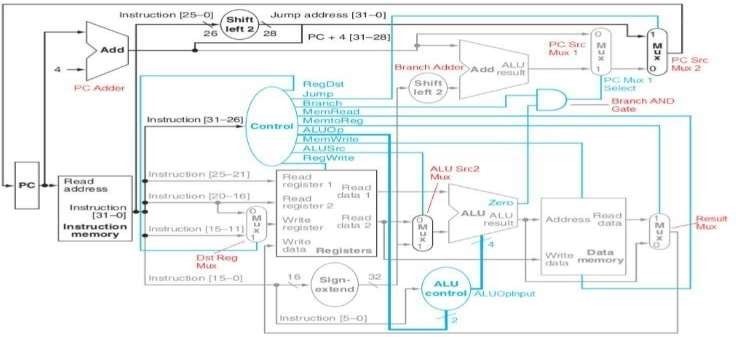 Instruction [25–0]
Shift
left 2
Jump address [31–0]
26
28
PC + 4 [31–28]
Add
4
PC Adder
PC Src
Mux 1
0
M
u
x
1
1
M
u
x
0
PC Src
Mux 2
Branch Adder
Add
ALU
result
Shift
left 2
PC Mux 1
Select
Branch AND
Gate
RegDst
Jump
Branch
MemRead
MemtoReg
ALUOp
MemWrite
ALUSrc
RegWrite
Instruction [31–26]
Control
PC
Read
address
Instruction
[31–0]
Instruction
memory
Instruction [25–21]
Instruction [20–16]
Instruction [15–11]
0
M
u
x
1
Dst Reg
Mux
Read
register 1
Read
register 2
Write
register
Write
data
Read
data 1
Read
data 2
Registers
ALU Src2
Mux
0
M
u
x
1
Zero
ALU
ALU
result
4
Address
Read
data
Write
data
Data
memory
1
M
u
x
0
Result
Mux
Instruction [15–0]
16
Sign-
extend
32
ALU
control
ALUOpInput
2
Instruction [5–0]